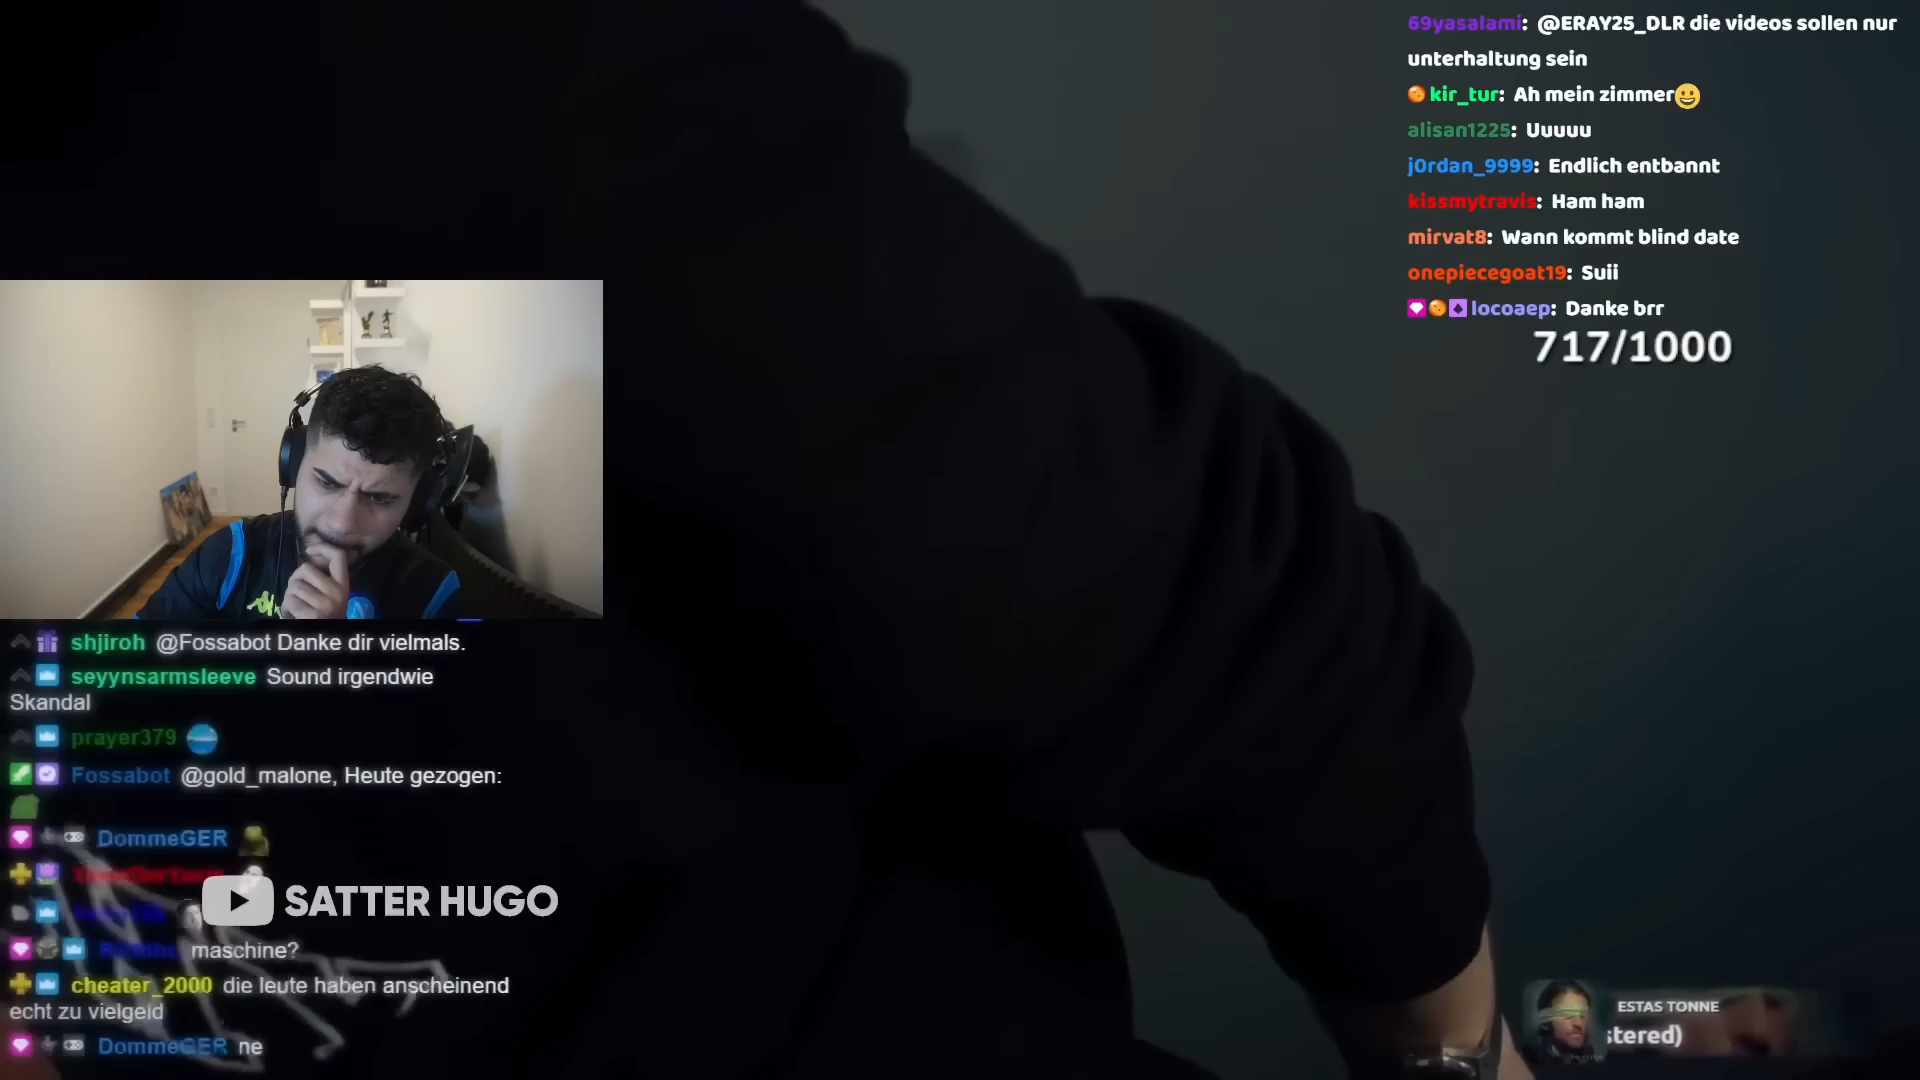 69yasalami: @ERAY25_DLR die videos sollen nur
unterhaltung sein
kir_tur: Ah mein zimmer😀
alisan1225: Uuuuu
j0rdan_9999: Endlich entbannt
kissmytravis: Ham ham
mirvat8: Wann kommt blind date
onepiecegoat19: Suii
locoaep: Danke brr
717/1000
shjiroh @Fossabot Danke dir vielmals.
seyynsarmsleeve Sound irgendwie
Skandal
prayer379
Fossabot @gold_malone, Heute gezogen:
DommeGER
SATTER HUGO
maschine?
cheater_2000 die leute haben anscheinend
echt zu vielgeld
DommeGER ne
ESTAS TONNE
stered)